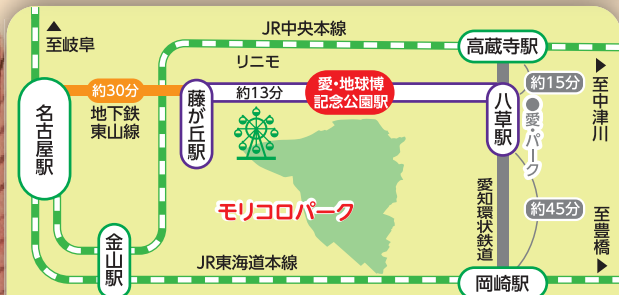 ▲
至岐阜
JR中央本線
高蔵寺駅
リニモ
約15分
▶
至中津川
約30分
地下鉄
東山線
約13分
愛・地球博
記念公園駅
名古屋駅
藤が丘駅
八草駅
愛・パーク
モリコロパーク
愛知環状鉄道
約45分
至豊橋
▶
金山駅
JR東海道本線
岡崎駅